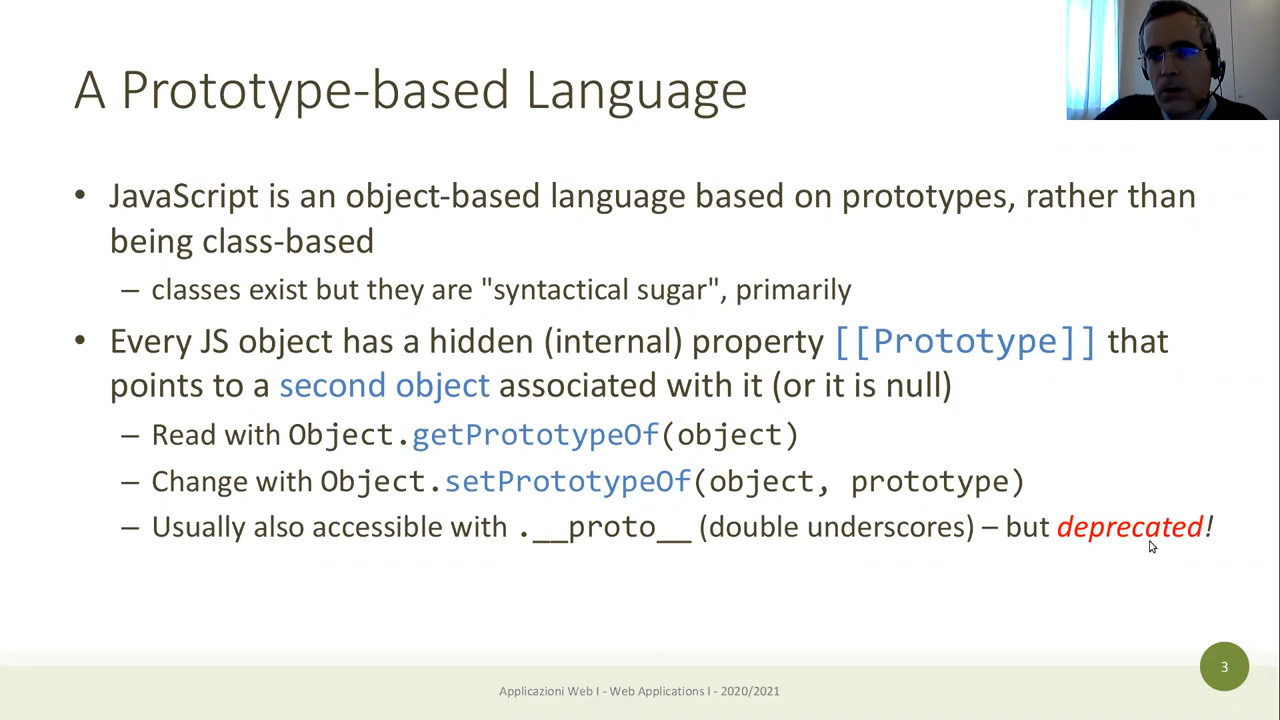 A Prototype-based Language
• JavaScript is an object-based language based on prototypes, rather than
being class-based
– classes exist but they are "syntactical sugar", primarily
• Every JS object has a hidden (internal) property [[Prototype]] that
points to a second object associated with it (or it is null)
– Read with Object.getPrototypeOf(object)
– Change with Object.setPrototypeOf(object, prototype)
– Usually also accessible with .__proto__ (double underscores) – but deprecated!
3
Applicazioni Web I - Web Applications I - 2020/2021